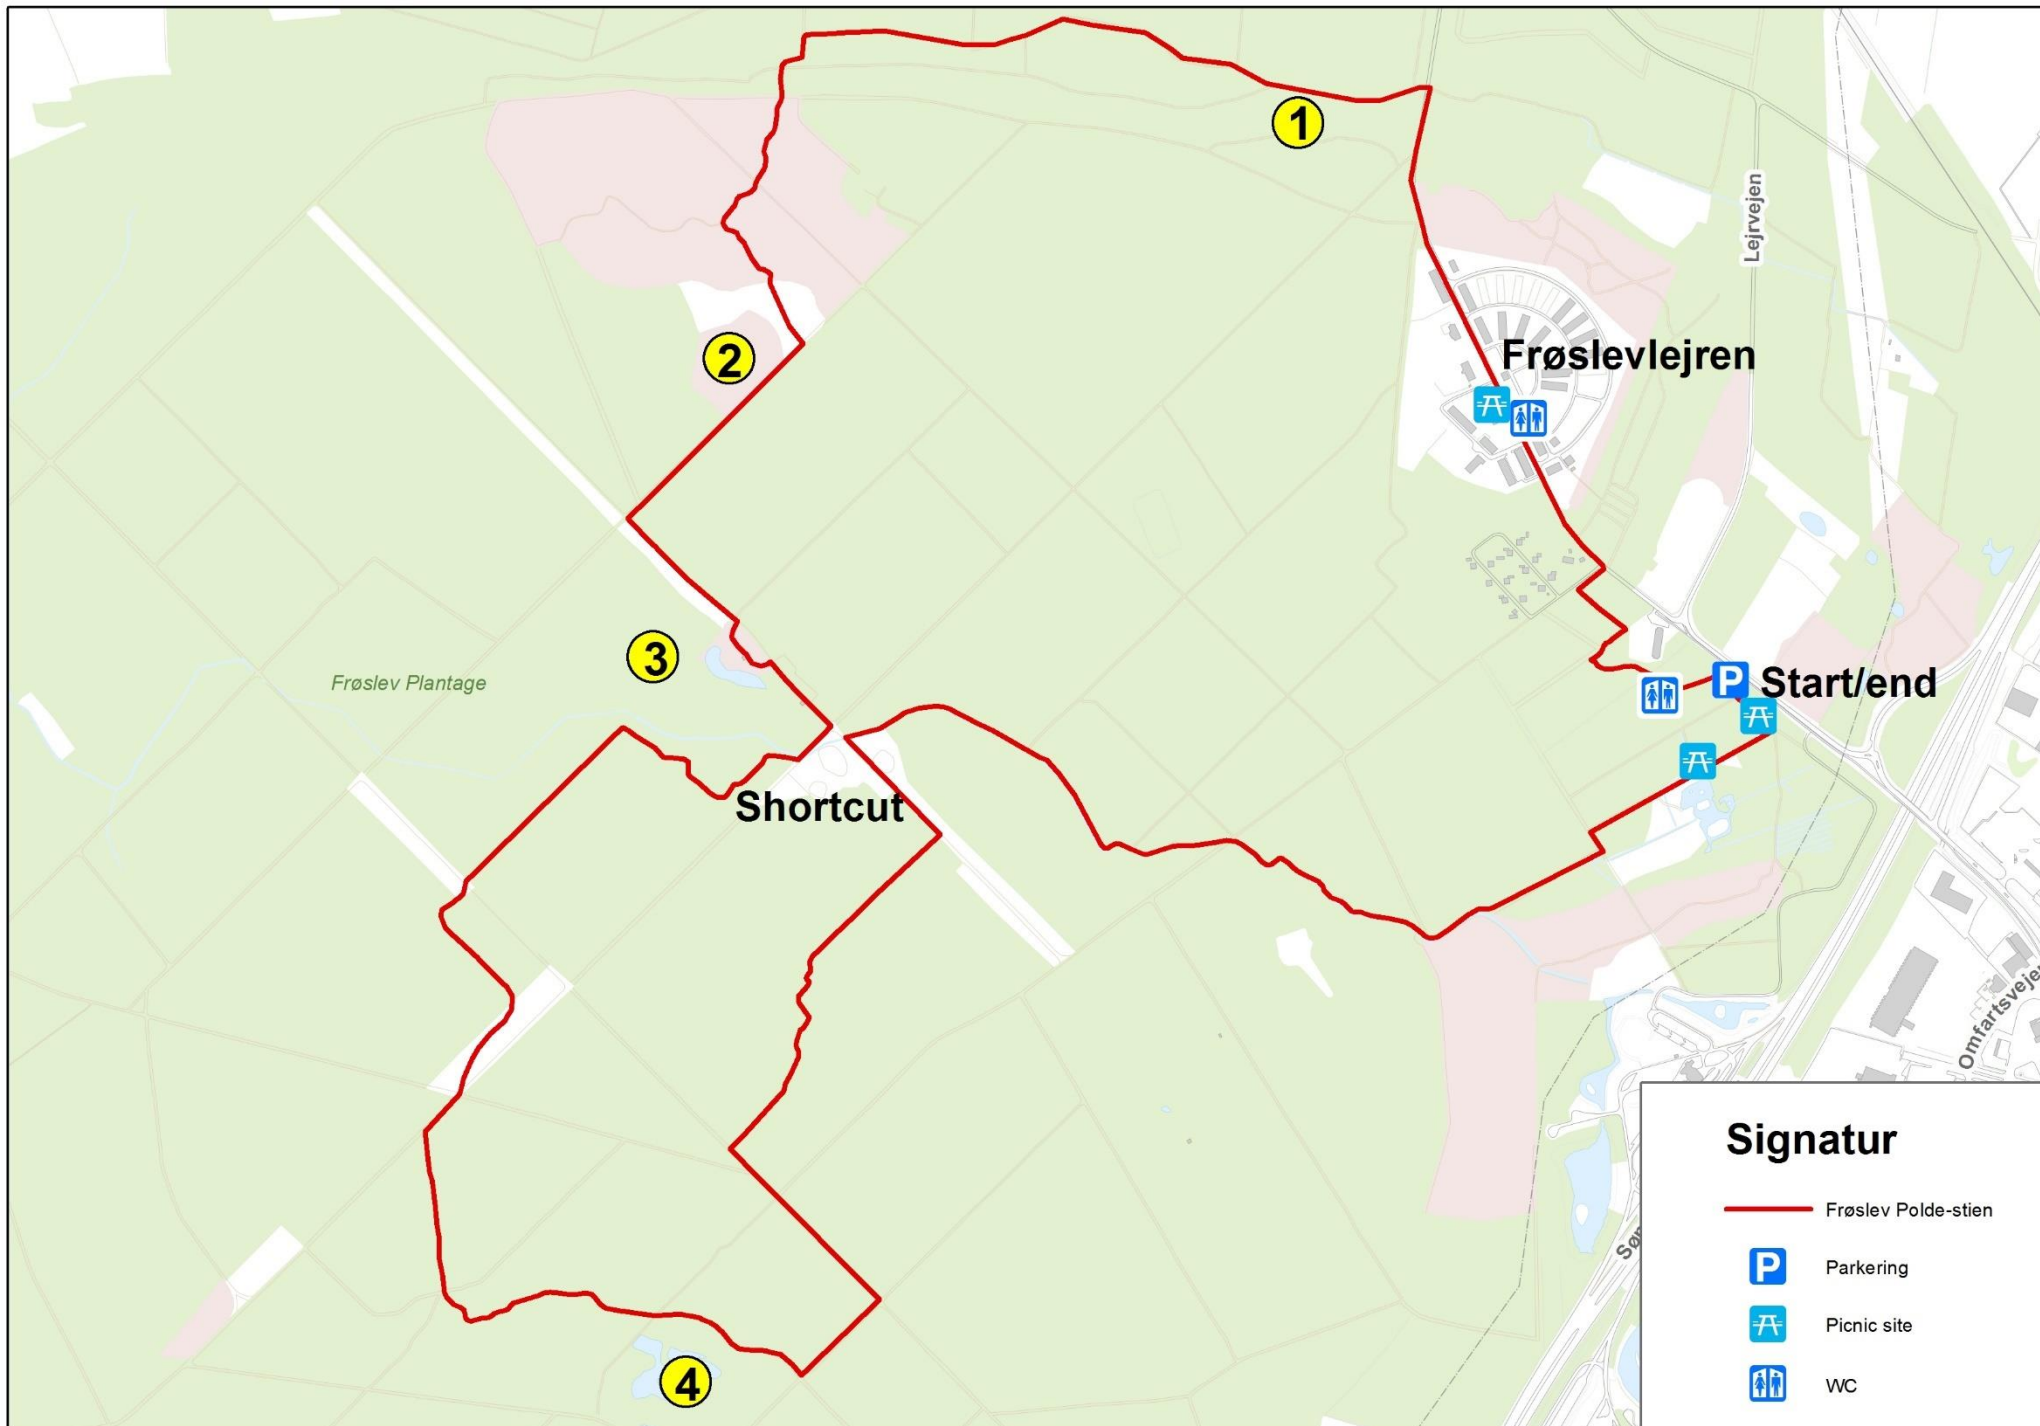 1
Lejrvejen
2
Frøslevlejren
3
Frøslev Plantage
P Start/end
Shortcut
Omfartsvejen
4
Signatur
Frøslev Polde-stien
P Parkering
Picnic site
WC